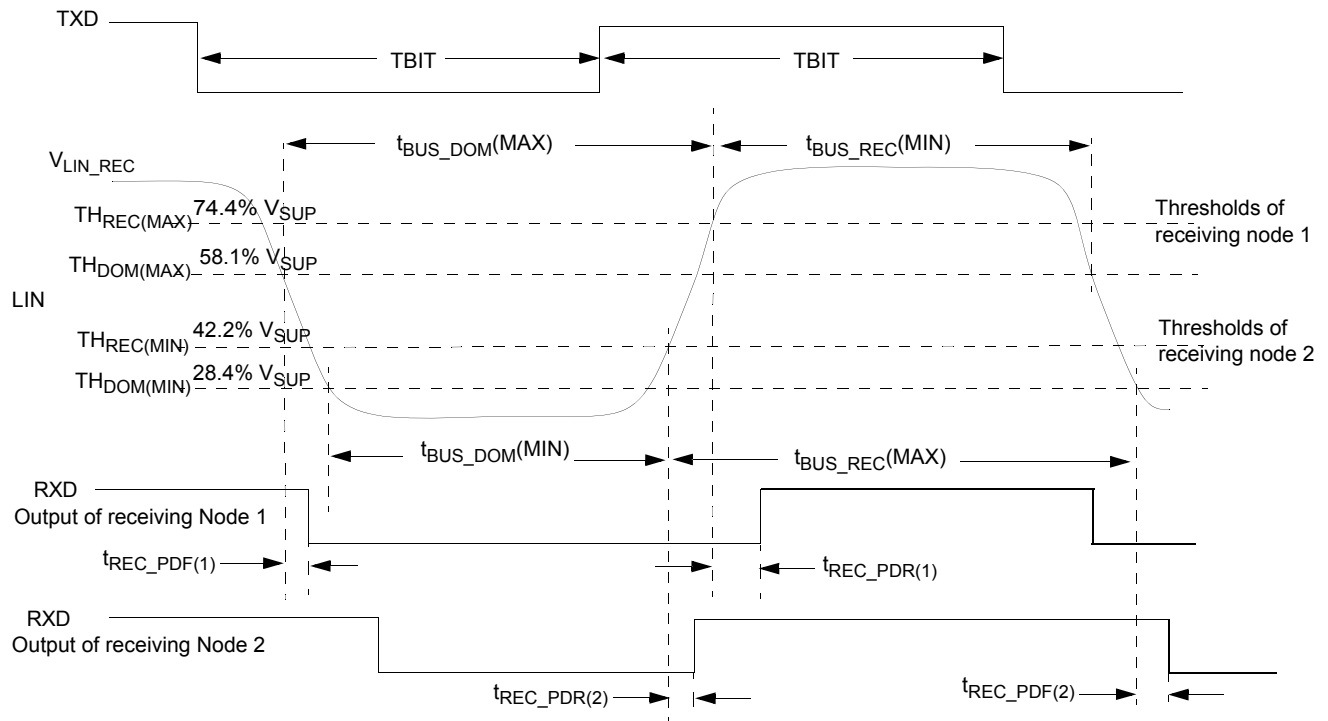 TXD
TBIT
TBIT
tBUS_DOM(MAX)
tBUS_REC(MIN)
VLIN_REC
THREC(MAX) 74.4% VSUP
Thresholds of
receiving node 1
THDOM(MAX) 58.1% VSUP
LIN
THREC(MIN) 42.2% VSUP
Thresholds of
receiving node 2
THDOM(MIN) 28.4% VSUP
tBUS_DOM(MIN)
tBUS_REC(MAX)
RXD
Output of receiving Node 1
tREC_PDF(1)
tREC_PDR(1)
RXD
Output of receiving Node 2
tREC_PDR(2)
tREC_PDF(2)